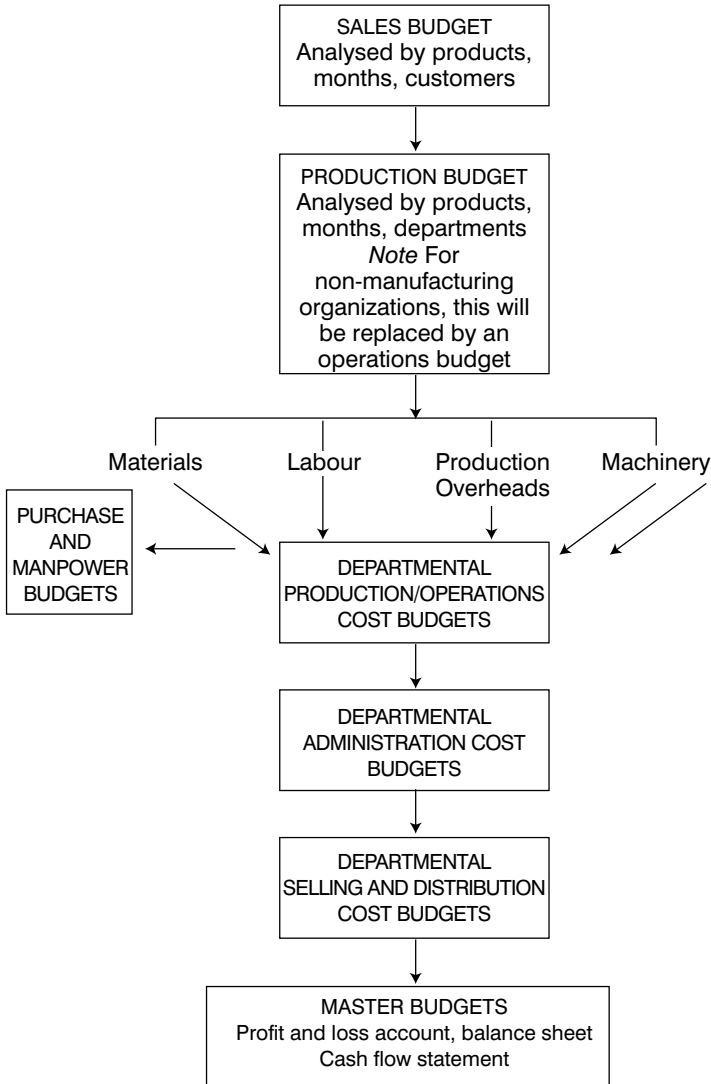 SALES BUDGET
Analysed by products,
months, customers
PRODUCTION BUDGET
Analysed by products,
months, departments
Note For
non-manufacturing
organizations, this will
be replaced by an
operations budget
Materials
Labour
Production
Overheads
Machinery
PURCHASE
AND
MANPOWER
BUDGETS
DEPARTMENTAL
PRODUCTION/OPERATIONS
COST BUDGETS
DEPARTMENTAL
ADMINISTRATION COST
BUDGETS
DEPARTMENTAL
SELLING AND DISTRIBUTION
COST BUDGETS
MASTER BUDGETS
Profit and loss account, balance sheet
Cash flow statement